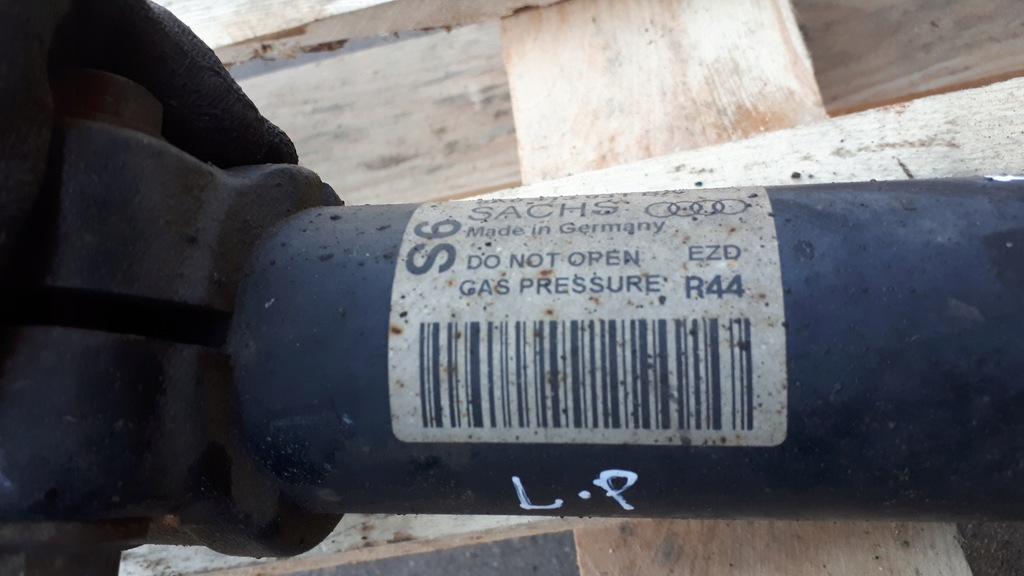 S6
SACHS
Made in Germany
DO NOT OPEN EZD
GAS PRESSURE R44
L.P